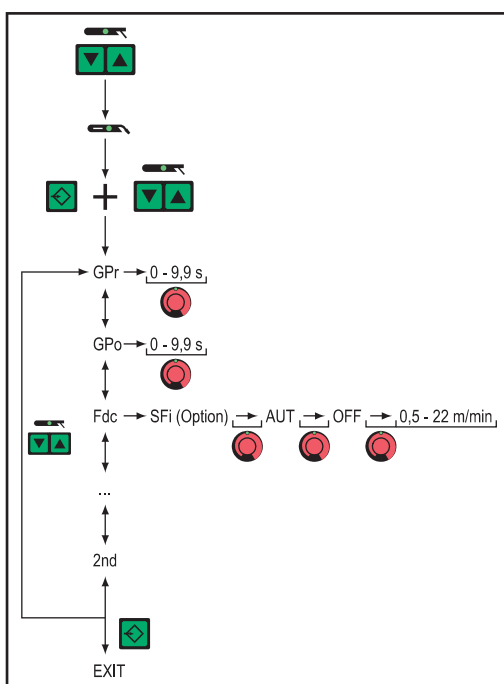 GPr 0 - 9,9 s
GPo 0 - 9,9 s
Fdc SFi (Option) AUT OFF 0,5 - 22 m/min
...
2nd
EXIT